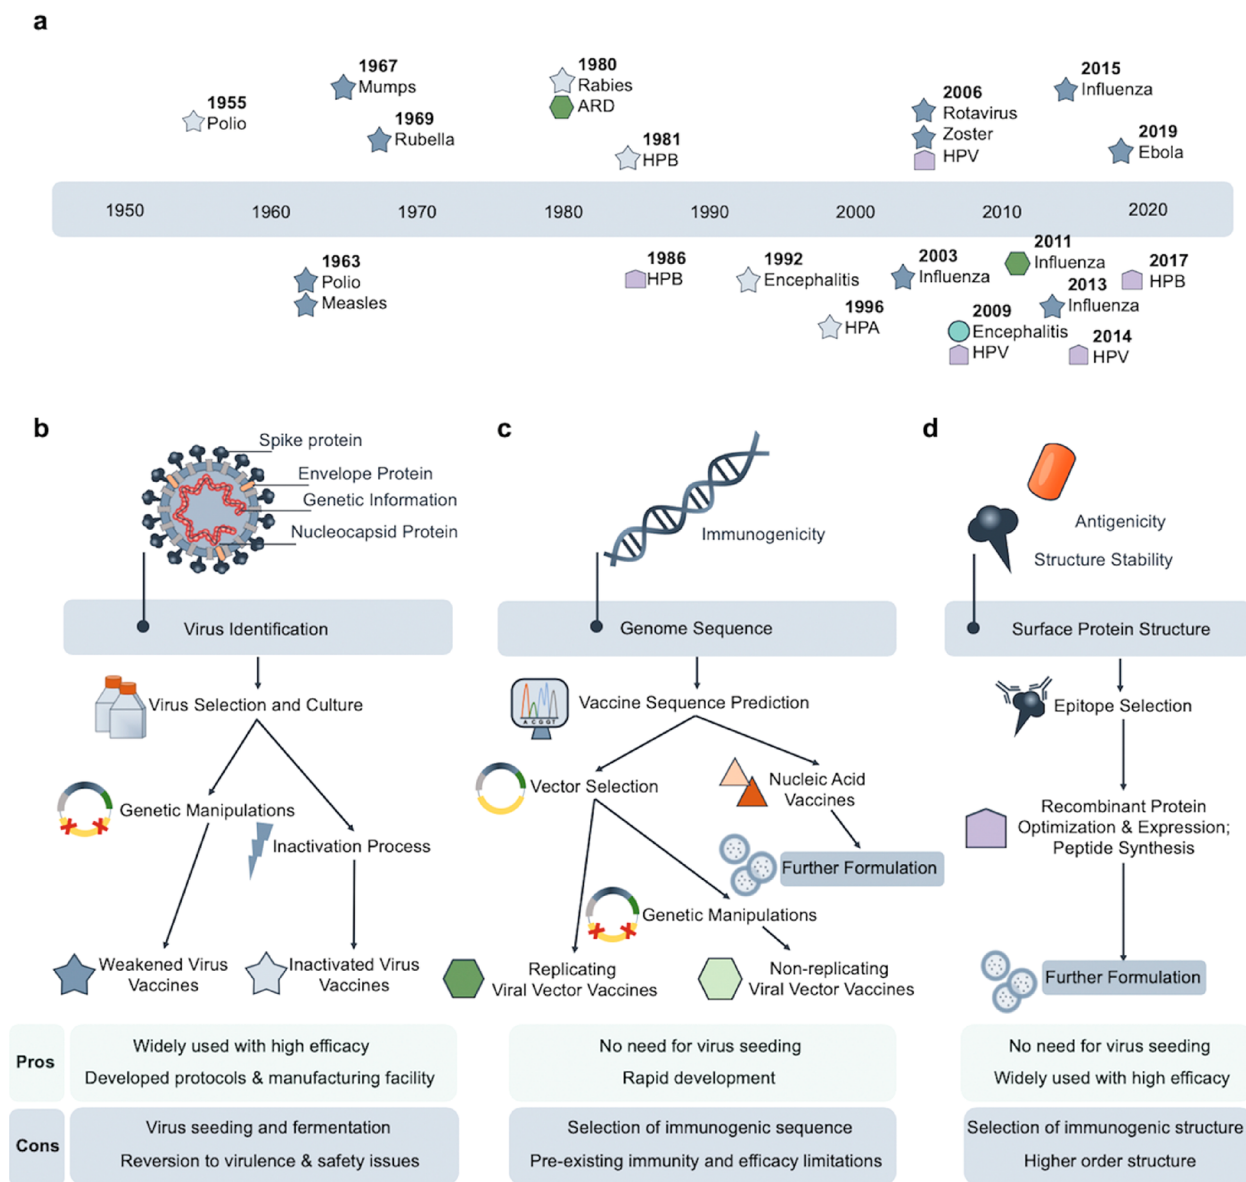 a
1955
Polio
1967
Mumps
1969
Rubella
1980
Rabies
ARD
1981
HPB
2006
Rotavirus
Zoster
HPV
2015
Influenza
2019
Ebola
1950 1960 1970 1980 1990 2000 2010 2020
1963
Polio
Measles
1986
HPB
1992
Encephalitis
1996
HPA
2003
Influenza
2009
Encephalitis
HPV
2011
Influenza
2013
Influenza
2014
HPV
2017
HPB
b
Spike protein
Envelope Protein
Genetic Information
Nucleocapsid Protein
Virus Identification
Virus Selection and Culture
Genetic Manipulations
Inactivation Process
Weakened Virus
Vaccines
Inactivated Virus
Vaccines
c
Immunogenicity
Genome Sequence
A C G G T
Vaccine Sequence Prediction
Vector Selection
Nucleic Acid
Vaccines
Further Formulation
Genetic Manipulations
Replicating
Viral Vector Vaccines
Non-replicating
Viral Vector Vaccines
d
Antigenicity
Structure Stability
Surface Protein Structure
Epitope Selection
Recombinant Protein
Optimization & Expression;
Peptide Synthesis
Further Formulation
Pros
Widely used with high efficacy
Developed protocols & manufacturing facility
No need for virus seeding
Rapid development
No need for virus seeding
Widely used with high efficacy
Cons
Virus seeding and fermentation
Reversion to virulence & safety issues
Selection of immunogenic sequence
Pre-existing immunity and efficacy limitations
Selection of immunogenic structure
Higher order structure